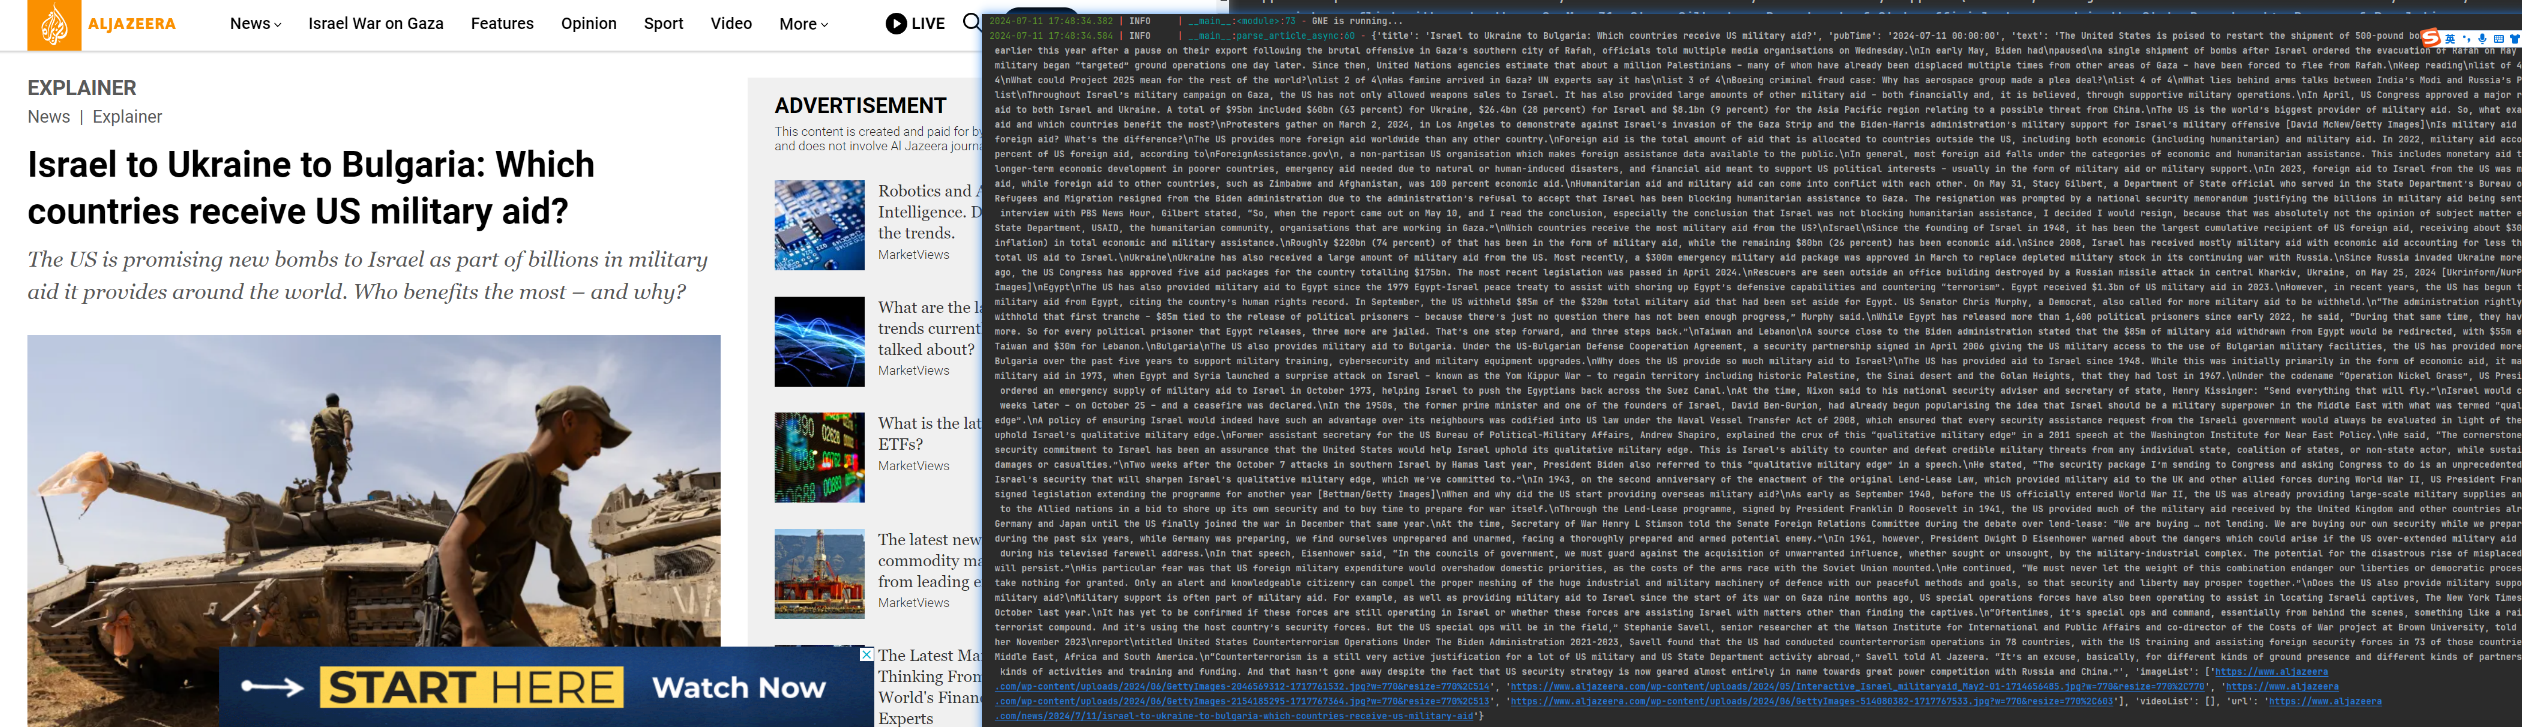 ALJAZEERA
News
Israel War on Gaza
Features
Opinion
Sport
Video
More
LIVE
EXPLAINER
News | Explainer
Israel to Ukraine to Bulgaria: Which
countries receive US military aid?
The US is promising new bombs to Israel as part of billions in military
aid it provides around the world. Who benefits the most – and why?
START HERE Watch Now
ADVERTISEMENT
This content is created and paid for by
and does not involve Al Jazeera journa
Robotics and A
Intelligence. D
the trends.
MarketViews
What are the la
trends current
talked about?
MarketViews
What is the lat
ETFs?
MarketViews
The latest new
commodity ma
from leading e
MarketViews
The Latest Ma
Thinking From
World's Finan
Experts
2024-07-11 17:48:34.382 | INFO | __main__:<module>:73 - GNE is running...
2024-07-11 17:48:34.584 | INFO | __main__:parse_article_async:60 - {'title': 'Israel to Ukraine to Bulgaria: Which countries receive US military aid?', 'pubTime': '2024-07-11 00:00:00', 'text': 'The United States is poised to restart the shipment of 500-pound bo
英
earlier this year after a pause on their export following the brutal offensive in Gaza's southern city of Rafah, officials told multiple media organisations on Wednesday.\nIn early May, Biden had\npaused\na single shipment of bombs after Israel ordered the evacuation of Rafah on May
military began "targeted" ground operations one day later. Since then, United Nations agencies estimate that about a million Palestinians - many of whom have already been displaced multiple times from other areas of Gaza - have been forced to flee from Rafah.\nKeep reading\nlist of 4
4\nWhat could Project 2025 mean for the rest of the world?\nlist 2 of 4\nHas famine arrived in Gaza? UN experts say it has\nlist 3 of 4\nBoeing criminal fraud case: Why has aerospace group made a plea deal?\nlist 4 of 4\nWhat lies behind arms talks between India's Modi and Russia's P
list\nThroughout Israel's military campaign on Gaza, the US has not only allowed weapons sales to Israel. It has also provided large amounts of other military aid - both financially and, it is believed, through supportive military operations.\nIn April, US Congress approved a major r
aid to both Israel and Ukraine. A total of $95bn included $60bn (63 percent) for Ukraine, $26.4bn (28 percent) for Israel and $8.1bn (9 percent) for the Asia Pacific region relating to a possible threat from China.\nThe US is the world's biggest provider of military aid. So, what exa
aid and which countries benefit the most?\nProtesters gather on March 2, 2024, in Los Angeles to demonstrate against Israel's invasion of the Gaza Strip and the Biden-Harris administration's military support for Israel's military offensive [David McNew/Getty Images]\nIs military aid
foreign aid? What's the difference?\nThe US provides more foreign aid worldwide than any other country.\nForeign aid is the total amount of aid that is allocated to countries outside the US, including both economic (including humanitarian) and military aid. In 2022, military aid acco
percent of US foreign aid, according to\nForeignAssistance.gov\n, a non-partisan US organisation which makes foreign assistance data available to the public.\nIn general, most foreign aid falls under the categories of economic and humanitarian assistance. This includes monetary aid t
longer-term economic development in poorer countries, emergency aid needed due to natural or human-induced disasters, and financial aid meant to support US political interests - usually in the form of military aid or military support.\nIn 2023, foreign aid to Israel from the US was m
aid, while foreign aid to other countries, such as Zimbabwe and Afghanistan, was 100 percent economic aid.\nHumanitarian aid and military aid can come into conflict with each other. On May 31, Stacy Gilbert, a Department of State official who served in the State Department's Bureau o
Refugees and Migration resigned from the Biden administration due to the administration's refusal to accept that Israel has been blocking humanitarian assistance to Gaza. The resignation was prompted by a national security memorandum justifying the billions in military aid being sent
interview with PBS News Hour, Gilbert stated, "So, when the report came out on May 10, and I read the conclusion, especially the conclusion that Israel was not blocking humanitarian assistance, I decided I would resign, because that was absolutely not the opinion of subject matter e
State Department, USAID, the humanitarian community, organisations that are working in Gaza."\nWhich countries receive the most military aid from the US?\nIsrael\nSince the founding of Israel in 1948, it has been the largest cumulative recipient of US foreign aid, receiving about $30
inflation) in total economic and military assistance.\nRoughly $220bn (74 percent) of that has been in the form of military aid, while the remaining $80bn (26 percent) has been economic aid.\nSince 2008, Israel has received mostly military aid with economic aid accounting for less th
total US aid to Israel.\nUkraine\nUkraine has also received a large amount of military aid from the US. Most recently, a $300m emergency military aid package was approved in March to replace depleted military stock in its continuing war with Russia.\nSince Russia invaded Ukraine mor
ago, the US Congress has approved five aid packages for the country totalling $175bn. The most recent legislation was passed in April 2024.\nRescuers are seen outside an office building destroyed by a Russian missile attack in central Kharkiv, Ukraine, on May 25, 2024 [Ukrinform/NurP
Images]\nEgypt\nThe US has also provided military aid to Egypt since the 1979 Egypt-Israel peace treaty to assist with shoring up Egypt's defensive capabilities and countering "terrorism". Egypt received $1.3bn of US military aid in 2023.\nHowever, in recent years, the US has begun t
military aid from Egypt, citing the country's human rights record. In September, the US withheld $85m of the $320m total military aid that had been set aside for Egypt. US Senator Chris Murphy, a Democrat, also called for more military aid to be withheld.\n"The administration rightly
withhold that first tranche - $85m tied to the release of political prisoners - because there's just no question there has not been enough progress," Murphy said.\nWhile Egypt has released more than 1,600 political prisoners since early 2022, he said, "During that same time, they hav
more. So for every political prisoner that Egypt releases, three more are jailed. That's one step forward, and three steps back."\nTaiwan and Lebanon\nA source close to the Biden administration stated that the $85m of military aid withdrawn from Egypt would be redirected, with $55m e
Taiwan and $30m for Lebanon.\nBulgaria\nThe US also provides military aid to Bulgaria. Under the US-Bulgarian Defense Cooperation Agreement, a security partnership signed in April 2006 giving the US military access to the use of Bulgarian military facilities, the US has provided more
Bulgaria over the past five years to support military training, cybersecurity and military equipment upgrades.\nWhy does the US provide so much military aid to Israel?\nThe US has provided aid to Israel since 1948. While this was initially primarily in the form of economic aid, it ma
military aid in 1973, when Egypt and Syria launched a surprise attack on Israel - known as the Yom Kippur War - to regain territory including historic Palestine, the Sinai desert and the Golan Heights, that they had lost in 1967.\nUnder the codename "Operation Nickel Grass", US Presi
ordered an emergency supply of military aid to Israel in October 1973, helping Israel to push the Egyptians back across the Suez Canal.\nAt the time, Nixon said to his national security adviser and secretary of state, Henry Kissinger: "Send everything that will fly."\nIsrael would c
weeks later - on October 25 - and a ceasefire was declared.\nIn the 1950s, the former prime minister and one of the founders of Israel, David Ben-Gurion, had already begun popularising the idea that Israel should be a military superpower in the Middle East with what was termed "qual
edge".\nA policy of ensuring Israel would indeed have such an advantage over its neighbours was codified into US law under the Naval Vessel Transfer Act of 2008, which ensured that every security assistance request from the Israeli government would always be evaluated in light of the
uphold Israel's qualitative military edge.\nFormer assistant secretary for the US Bureau of Political-Military Affairs, Andrew Shapiro, explained the crux of this "qualitative military edge" in a 2011 speech at the Washington Institute for Near East Policy.\nHe said, "The cornerstone
security commitment to Israel has been an assurance that the United States would help Israel uphold its qualitative military edge. This is Israel's ability to counter and defeat credible military threats from any individual state, coalition of states, or non-state actor, while sustai
damages or casualties."\nTwo weeks after the October 7 attacks in southern Israel by Hamas last year, President Biden also referred to this "qualitative military edge" in a speech.\nHe stated, "The security package I'm sending to Congress and asking Congress to do is an unprecedented
Israel's security that will sharpen Israel's qualitative military edge, which we've committed to."\nIn 1943, on the second anniversary of the enactment of the original Lend-Lease Law, which provided military aid to the UK and other allied forces during World War II, US President Fran
signed legislation extending the programme for another year [Bettman/Getty Images]\nWhen and why did the US start providing overseas military aid?\nAs early as September 1940, before the US officially entered World War II, the US was already providing large-scale military supplies an
to the Allied nations in a bid to shore up its own security and to buy time to prepare for war itself.\nThrough the Lend-Lease programme, signed by President Franklin D Roosevelt in 1941, the US provided much of the military aid received by the United Kingdom and other countries alr
Germany and Japan until the US finally joined the war in December that same year.\nAt the time, Secretary of War Henry L Stimson told the Senate Foreign Relations Committee during the debate over lend-lease: "We are buying … not lending. We are buying our own security while we prepar
during the past six years, while Germany was preparing, we find ourselves unprepared and unarmed, facing a thoroughly prepared and armed potential enemy."\nIn 1961, however, President Dwight D Eisenhower warned about the dangers which could arise if the US over-extended military aid
during his televised farewell address.\nIn that speech, Eisenhower said, "In the councils of government, we must guard against the acquisition of unwarranted influence, whether sought or unsought, by the military-industrial complex. The potential for the disastrous rise of misplaced
will persist."\nHis particular fear was that US foreign military expenditure would overshadow domestic priorities, as the costs of the arms race with the Soviet Union mounted.\nHe continued, "We must never let the weight of this combination endanger our liberties or democratic proces
take nothing for granted. Only an alert and knowledgeable citizenry can compel the proper meshing of the huge industrial and military machinery of defence with our peaceful methods and goals, so that security and liberty may prosper together."\nDoes the US also provide military suppo
military aid?\nMilitary support is often part of military aid. For example, as well as providing military aid to Israel since the start of its war on Gaza nine months ago, US special operations forces have also been operating to assist in locating Israeli captives, The New York Times
October last year.\nIt has yet to be confirmed if these forces are still operating in Israel or whether these forces are assisting Israel with matters other than finding the captives.\n"Oftentimes, it's special ops and command, essentially from behind the scenes, something like a rai
terrorist compound. And it's using the host country's security forces. But the US special ops will be in the field," Stephanie Savell, senior researcher at the Watson Institute for International and Public Affairs and co-director of the Costs of War project at Brown University, told
her November 2023\nreport\ntitled United States Counterterrorism Operations Under The Biden Administration 2021-2023, Savell found that the US had conducted counterterrorism operations in 78 countries, with the US training and assisting foreign security forces in 73 of those countrie
Middle East, Africa and South America.\n"Counterterrorism is a still very active justification for a lot of US military and US State Department activity abroad," Savell told Al Jazeera. "It's an excuse, basically, for different kinds of ground presence and different kinds of partners
kinds of activities and training and funding. And that hasn't gone away despite the fact that US security strategy is now geared almost entirely in name towards great power competition with Russia and China."', 'imageList': ['https://www.aljazeera
.com/wp-content/uploads/2024/06/GettyImages-2046569312-1717761532.jpg?w=770&resize=770%2C514', 'https://www.aljazeera.com/wp-content/uploads/2024/05/Interactive_Israel_militaryaid_May2-01-1714656485.jpg?w=770&resize=770%2C770', 'https://www.aljazeera
.com/wp-content/uploads/2024/06/GettyImages-2154185295-1717767364.jpg?w=770&resize=770%2C513', 'https://www.aljazeera.com/wp-content/uploads/2024/06/GettyImages-514080382-1717767533.jpg?w=770&resize=770%2C603'], 'videoList': [], 'url': 'https://www.aljazeera
.com/news/2024/7/11/israel-to-ukraine-to-bulgaria-which-countries-receive-us-military-aid'}